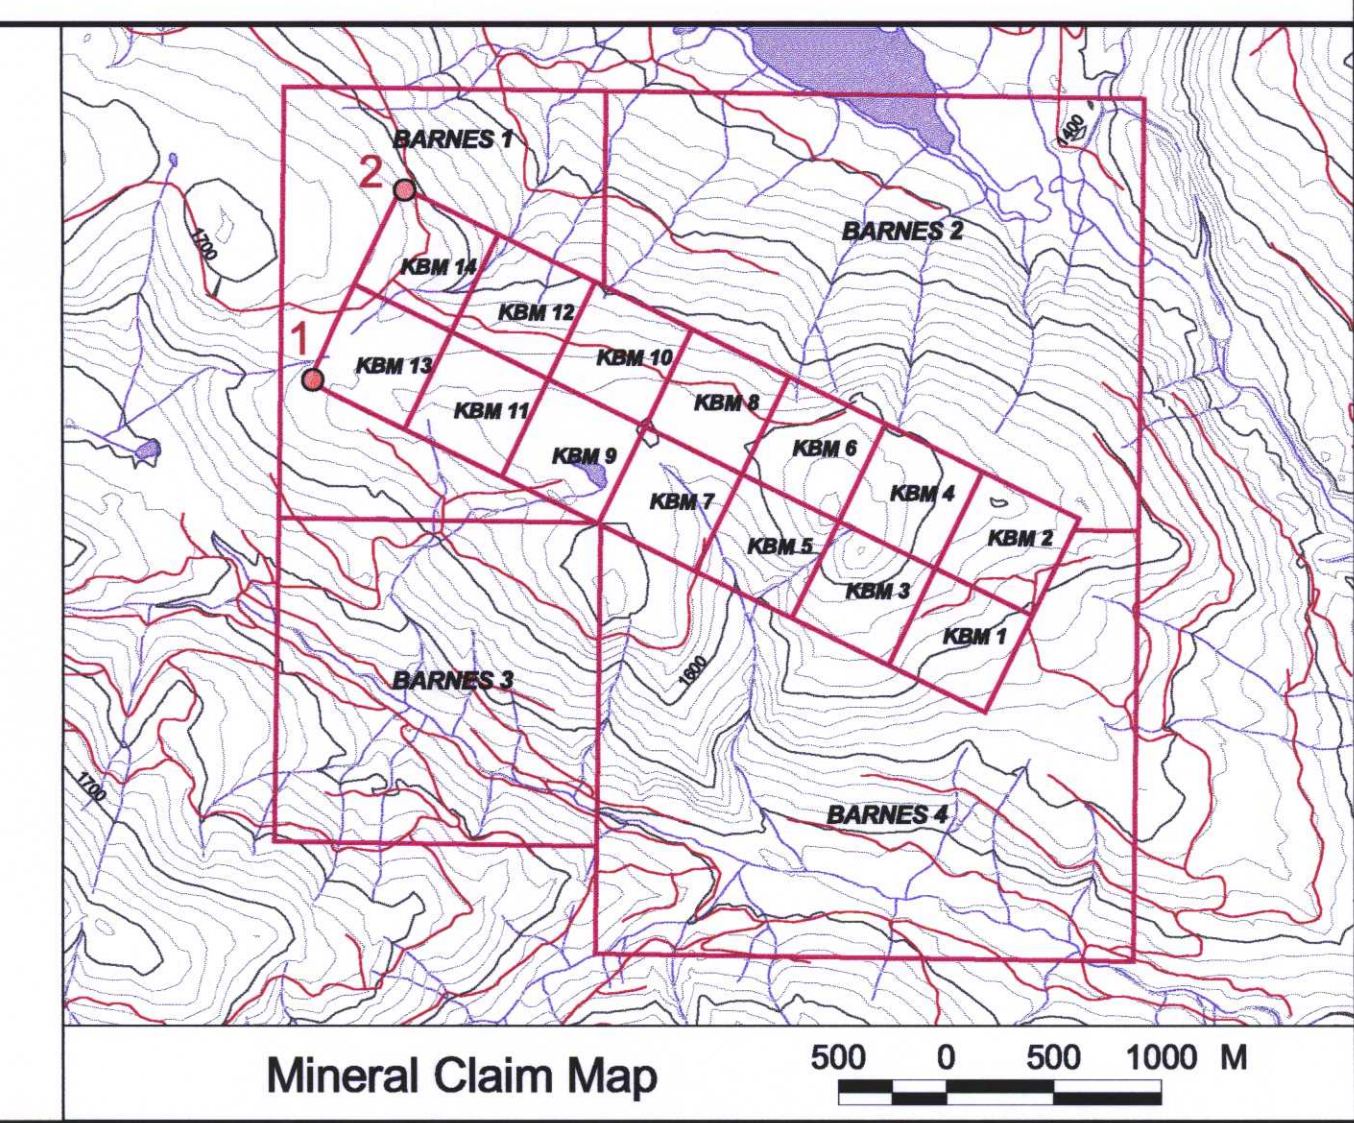 BARNES 1
1400
2
BARNES 2
1700
KBM 14
KBM 12
1
KBM 10
KBM 13
KBM 8
KBM 11
KBM 6
KBM 9
KBM 4
KBM 7
KBM 2
KBM 5
KBM 3
KBM 1
1600
BARNES 3
1700
BARNES 4
Mineral Claim Map
500 0 500 1000 M